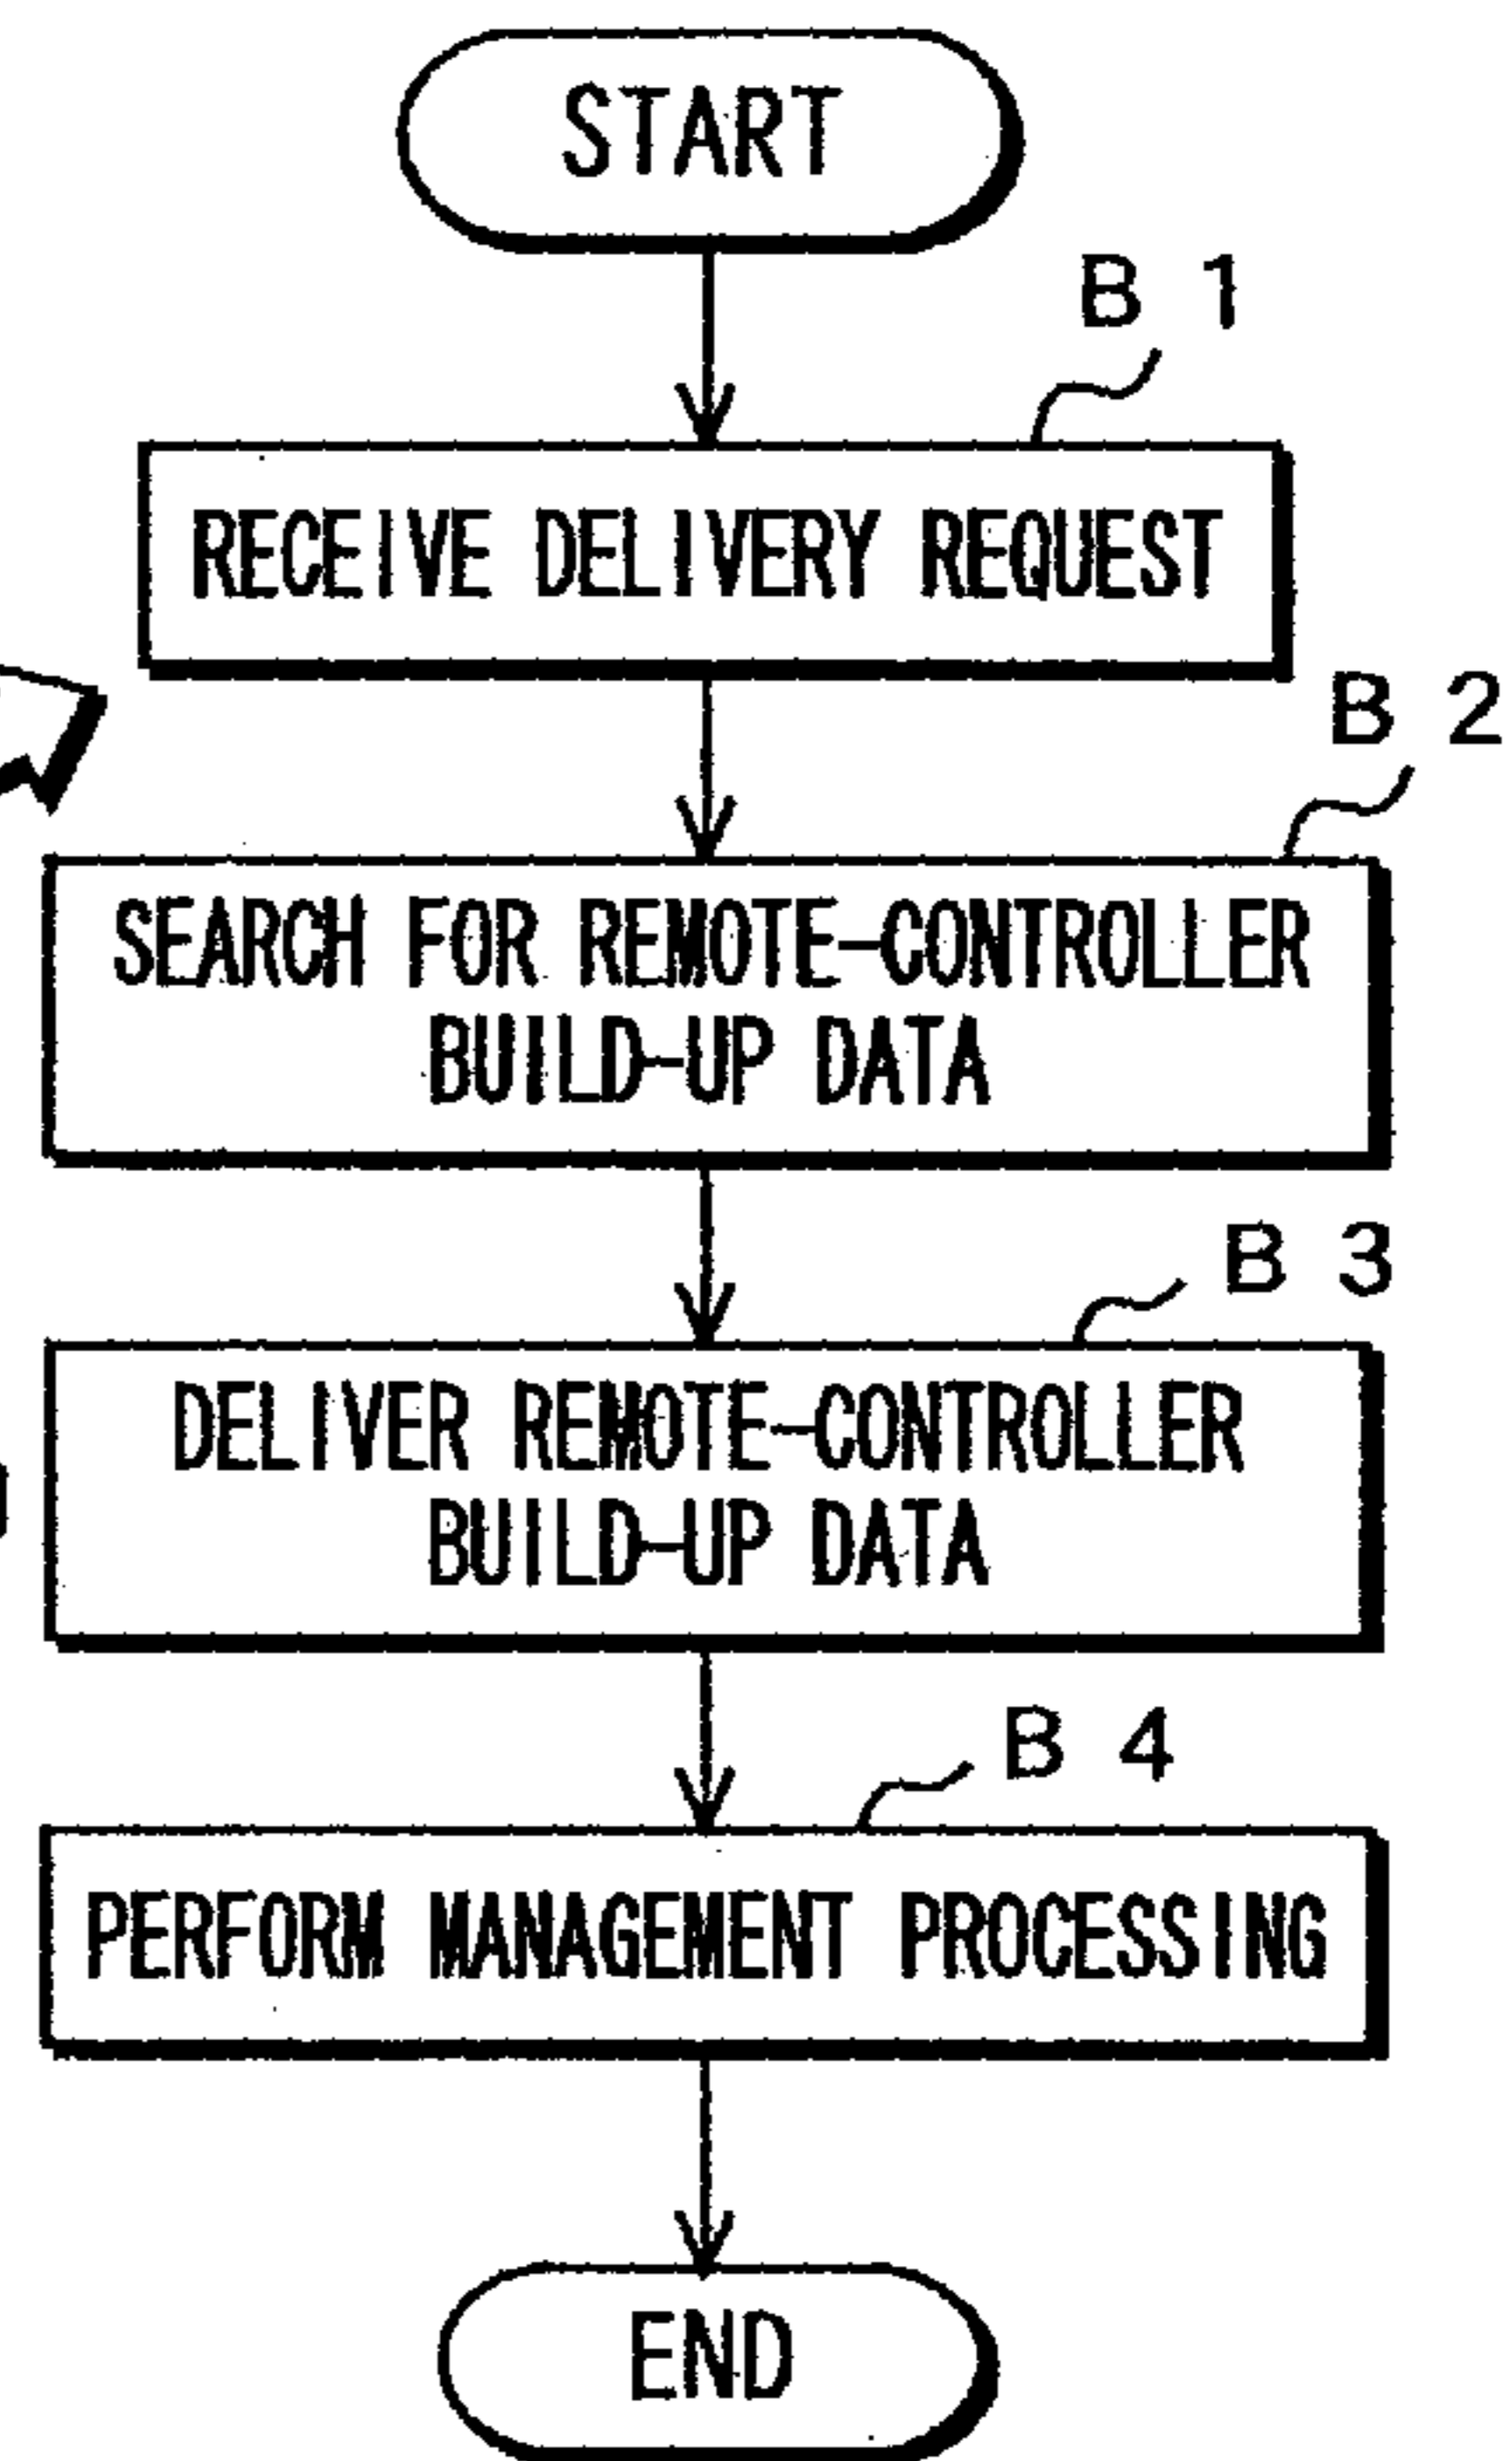 START
B 1
RECEIVE DELIVERY REQUEST
B 2
SEARCH FOR REMOTE-CONTROLLER
BUILD-UP DATA
B 3
DELIVER REMOTE-CONTROLLER
BUILD-UP DATA
B 4
PERFORM MANAGEMENT PROCESSING
END